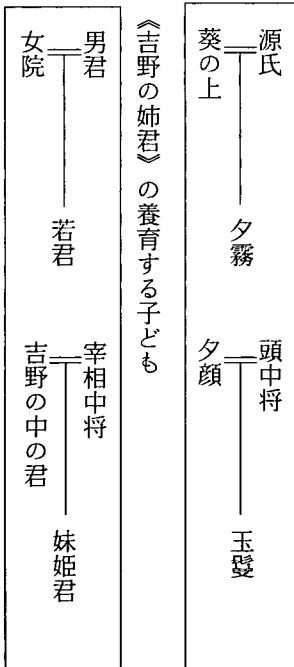 源氏
葵の上
夕霧
頭中将
夕顔
玉鬘
《吉野の姉君》の養育する子ども
男君
女院
若君
宰相中将
吉野の中の君
妹姫君